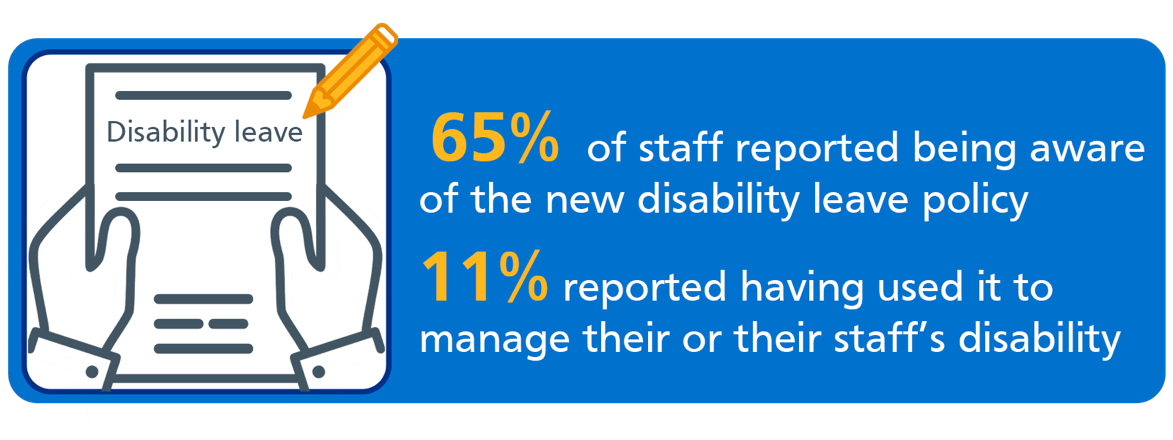 Disability leave
65% of staff reported being aware
of the new disability leave policy
11% reported having used it to
manage their or their staff’s disability